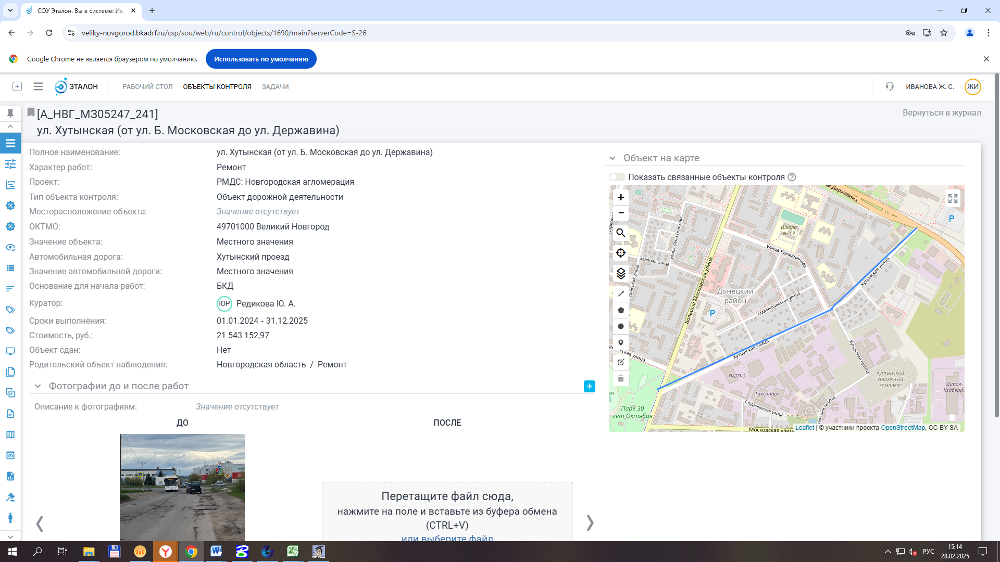 СОУ Эталон. Вы в системе: Ив
veliky-novgorod.bkadrf.ru/csp/sou/web/ru/control/objects/1690/main?serverCode=S-26
Google Chrome не является браузером по умолчанию.
Использовать по умолчанию
ЭТАЛОН
РАБОЧИЙ СТОЛ
ОБЪЕКТЫ КОНТРОЛЯ
ЗАДАЧИ
ИВАНОВА Ж. С.
ЖИ
[А_НВГ_МЗ05247_241]
Вернуться в журнал
ул. Хутынская (от ул. Б. Московская до ул. Державина)
Полное наименование: ул. Хутынская (от ул. Б. Московская до ул. Державина)
Характер работ: Ремонт
Проект: РМДС: Новгородская агломерация
Тип объекта контроля: Объект дорожной деятельности
Месторасположение объекта: Значение отсутствует
ОКТМО: 49701000 Великий Новгород
Значение объекта: Местного значения
Автомобильная дорога: Хутынский проезд
Значение автомобильной дороги: Местного значения
Основание для начала работ: БКД
Куратор: ЮР Редикова Ю. А.
Сроки выполнения: 01.01.2024 - 31.12.2025
Стоимость, руб.: 21 543 152,97
Объект сдан: Нет
Родительский объект наблюдения: Новгородская область / Ремонт
Фотографии до и после работ
Описание к фотографиям: Значение отсутствует
ДО
ПОСЛЕ
Перетащите файл сюда,
нажмите на поле и вставьте из буфера обмена
(CTRL+V)
или выберите файл
Объект на карте
Показать связанные объекты контроля
Державина
P
Школа
№ 13
улица Лени Голикова
улица Рахманинова
Зелёная улица
Донецкая улица
Большая Московская улица
Хутынская улица
Донецкий
район
P
Маловишерская улица
Хутынская улица
Хутынский проезд
ПАТП-2
Хутынский
гаражный
комплекс
Дирол-
Кэдберри
Таксопарк
Парк 30
лет Октября
Студенческая улица
Московская улица
Leaflet | © участники проекта OpenStreetMap, CC-BY-SA
РУС
15:14
28.02.2025